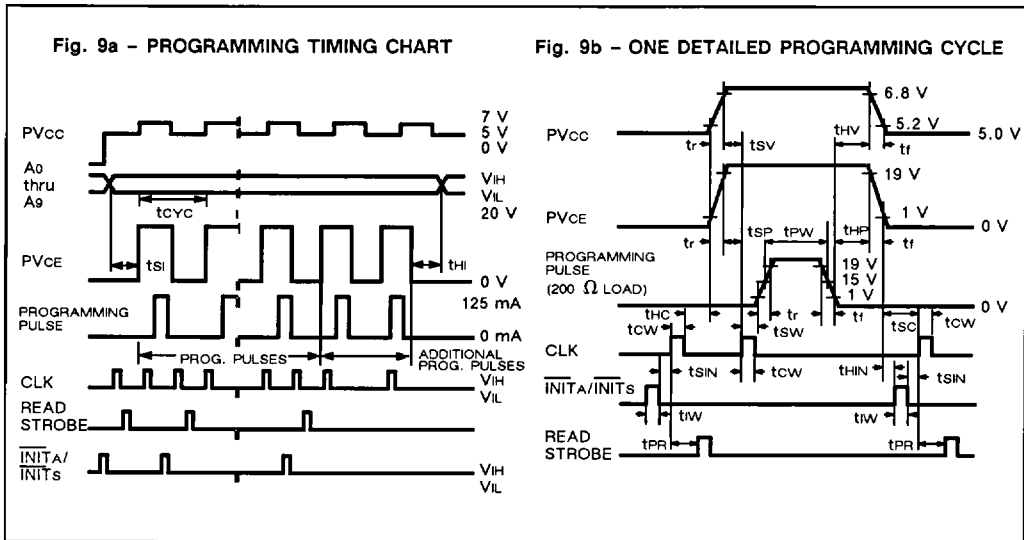 Fig. 9a – PROGRAMMING TIMING CHART
PVCC
7 V
5 V
0 V
A0
thru
A9
VIH
VIL
tCYC
20 V
PVCE
tSI
tHI
0 V
125 mA
PROGRAMMING
PULSE
0 mA
PROG. PULSES
ADDITIONAL
PROG. PULSES
CLK
VIH
VIL
READ
STROBE
INITA/
INITS
VIH
VIL
Fig. 9b – ONE DETAILED PROGRAMMING CYCLE
6.8 V
PVCC
tHV
5.2 V
5.0 V
tr
tSV
tf
19 V
PVCE
1 V
0 V
tSP
tPW
tHP
tr
tf
PROGRAMMING
PULSE
(200 Ω LOAD)
19 V
15 V
1 V
0 V
tHC
tr
tf
tCW
tSW
tSC
tCW
CLK
tSIN
tCW
tHIN
tSIN
INITA/INITS
tIW
tIW
READ
STROBE
tPR
tPR